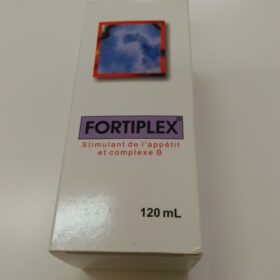 FORTIPLEX®
Stimulant de l'appétit
et complexe B
120 mL